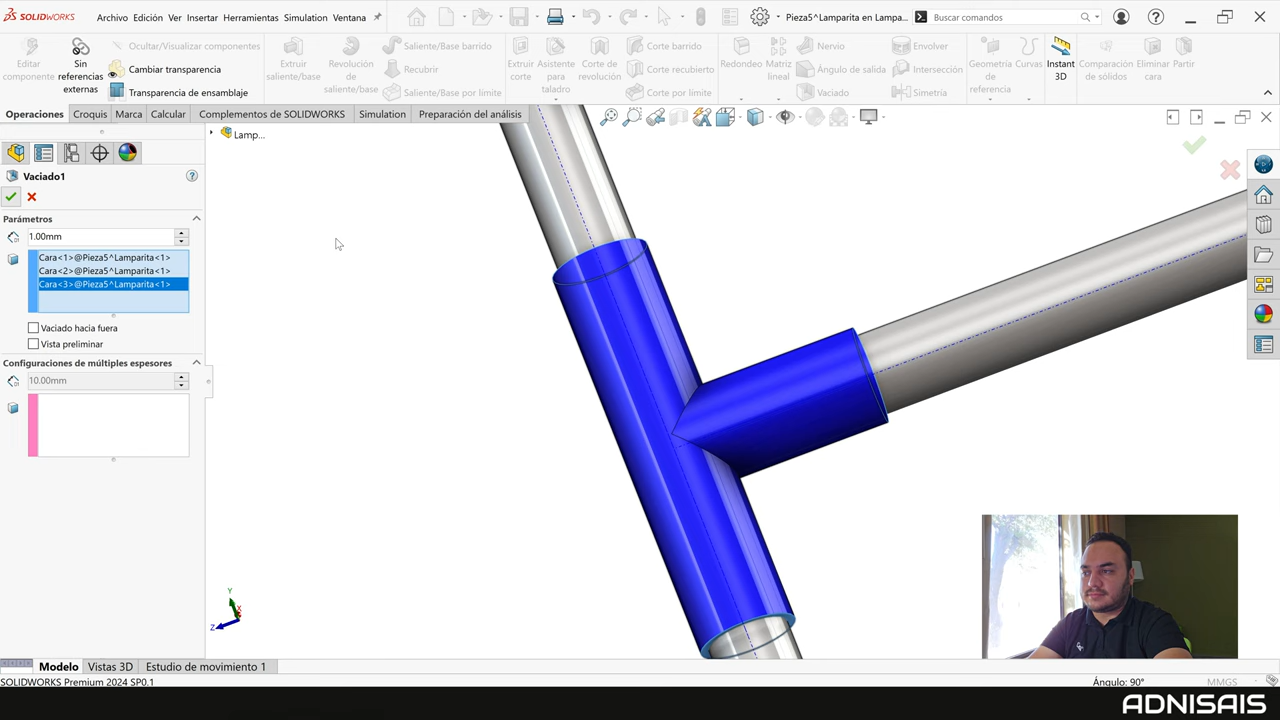 SOLIDWORKS
Archivo Edición Ver Insertar Herramientas Simulation Ventana
Pieza5^Lamparita en Lampa...
Buscar comandos
Editar componente
Sin referencias externas
Ocultar/Visualizar componentes
Cambiar transparencia
Transparencia de ensamblaje
Extruir saliente/base
Revolución de saliente/base
Saliente/Base barrido
Recubrir
Saliente/Base por límite
Extruir corte
Asistente para taladro
Corte de revolución
Corte barrido
Corte recubierto
Corte por límite
Redondeo
Matriz lineal
Nervio
Ángulo de salida
Vaciado
Envolver
Intersección
Simetría
Geometría de referencia
Curvas
Instant 3D
Comparación de sólidos
Eliminar cara
Partir
Operaciones Croquis Marca Calcular Complementos de SOLIDWORKS Simulation Preparación del análisis
Lamp...
Vaciado1
Parámetros
1.00mm
Cara<1>@Pieza5^Lamparita<1>
Cara<2>@Pieza5^Lamparita<1>
Cara<3>@Pieza5^Lamparita<1>
Vaciado hacia fuera
Vista preliminar
Configuraciones de múltiples espesores
10.00mm
Y
X
Z
Modelo Vistas 3D Estudio de movimiento 1
SOLIDWORKS Premium 2024 SP0.1
Ángulo: 90°
MMGS
ADNISAIS